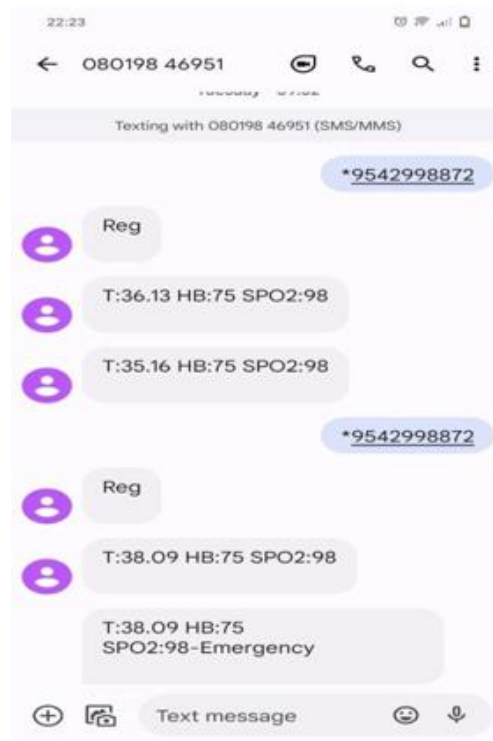 22:23
080198 46951
Texting with 080198 46951 (SMS/MMS)
*9542998872
Reg
T:36.13 HB:75 SPO2:98
T:35.16 HB:75 SPO2:98
*9542998872
Reg
T:38.09 HB:75 SPO2:98
T:38.09 HB:75
SPO2:98-Emergency
Text message